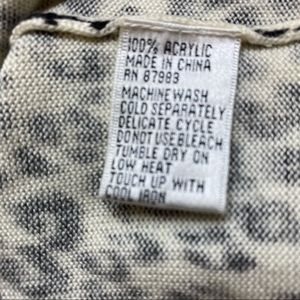 100% ACRYLIC
MADE IN CHINA
RN 87983
MACHINE WASH
COLD SEPARATELY
DELICATE CYCLE
DO NOT USE BLEACH
TUMBLE DRY ON
LOW HEAT
TOUCH UP WITH
COOL IRON